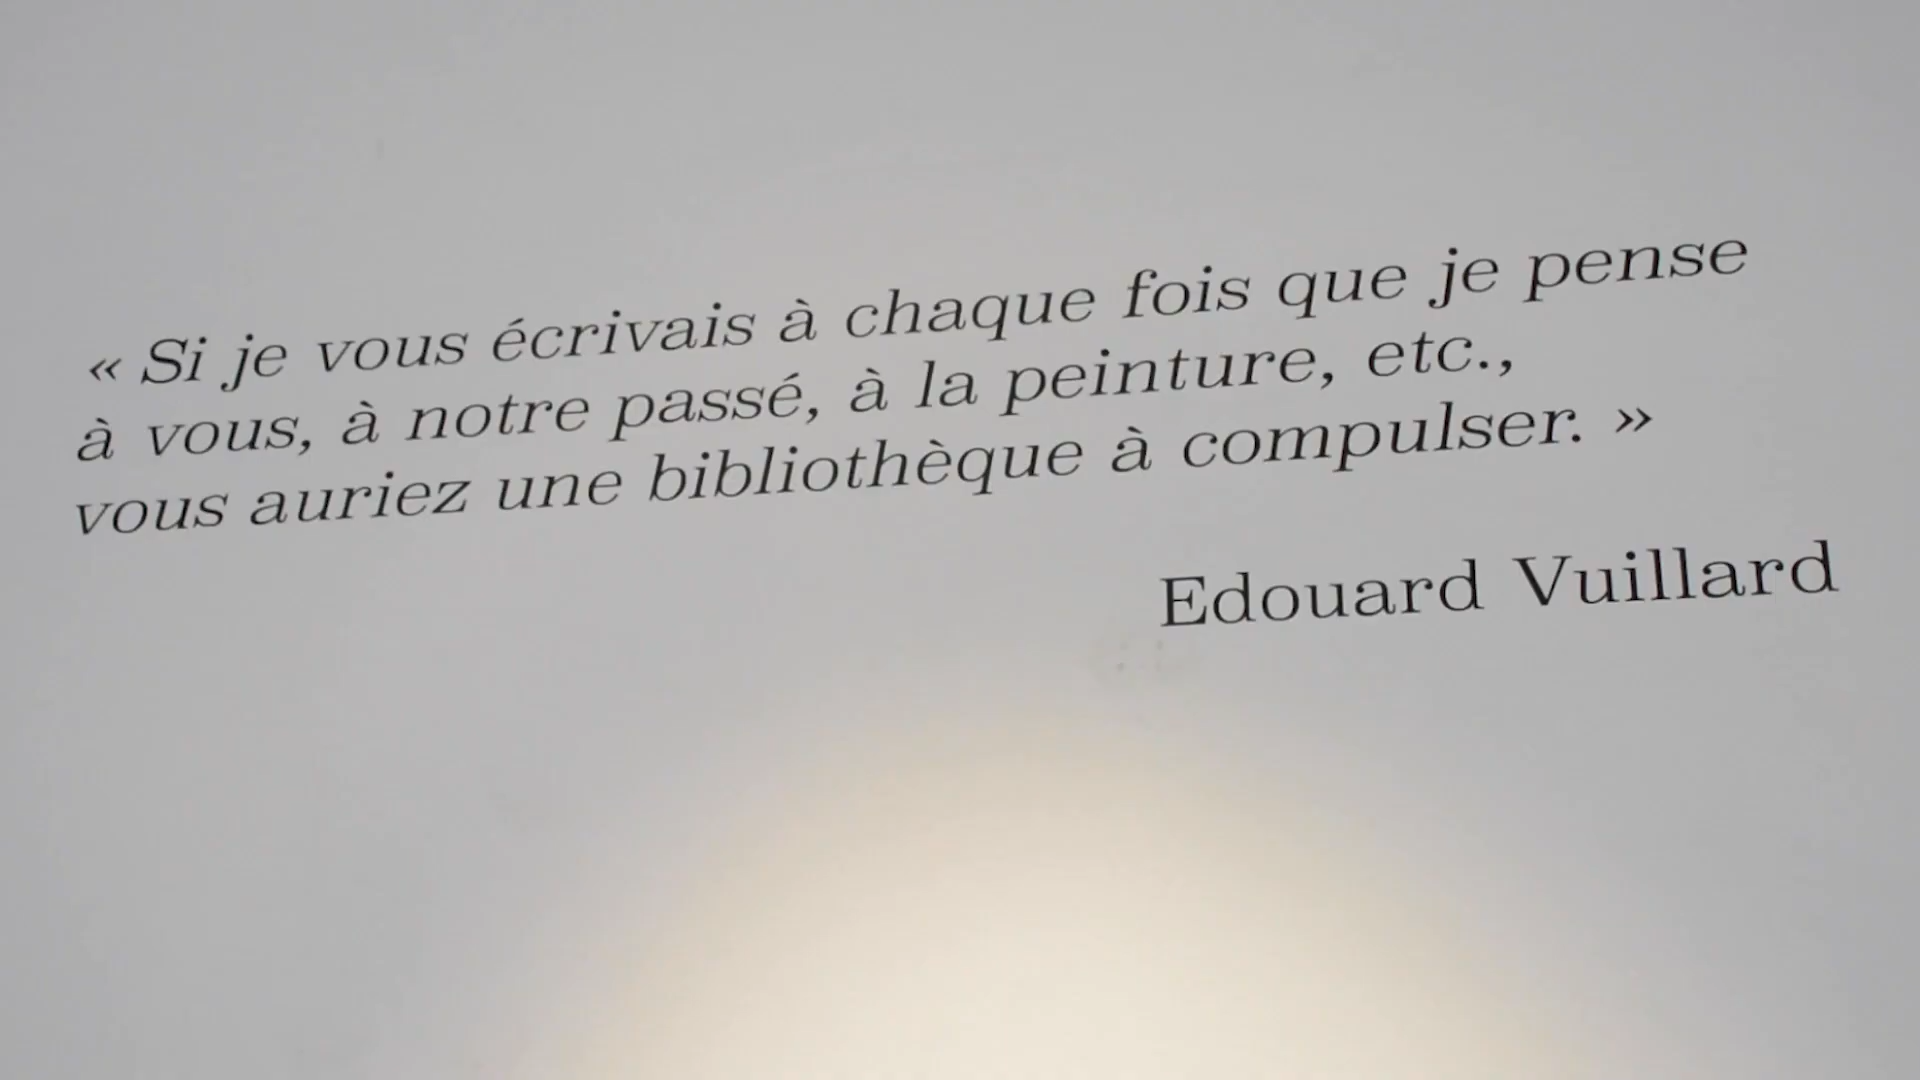 « Si je vous écrivais à chaque fois que je pense
à vous, à notre passé, à la peinture, etc.,
vous auriez une bibliothèque à compulser. »
Edouard Vuillard